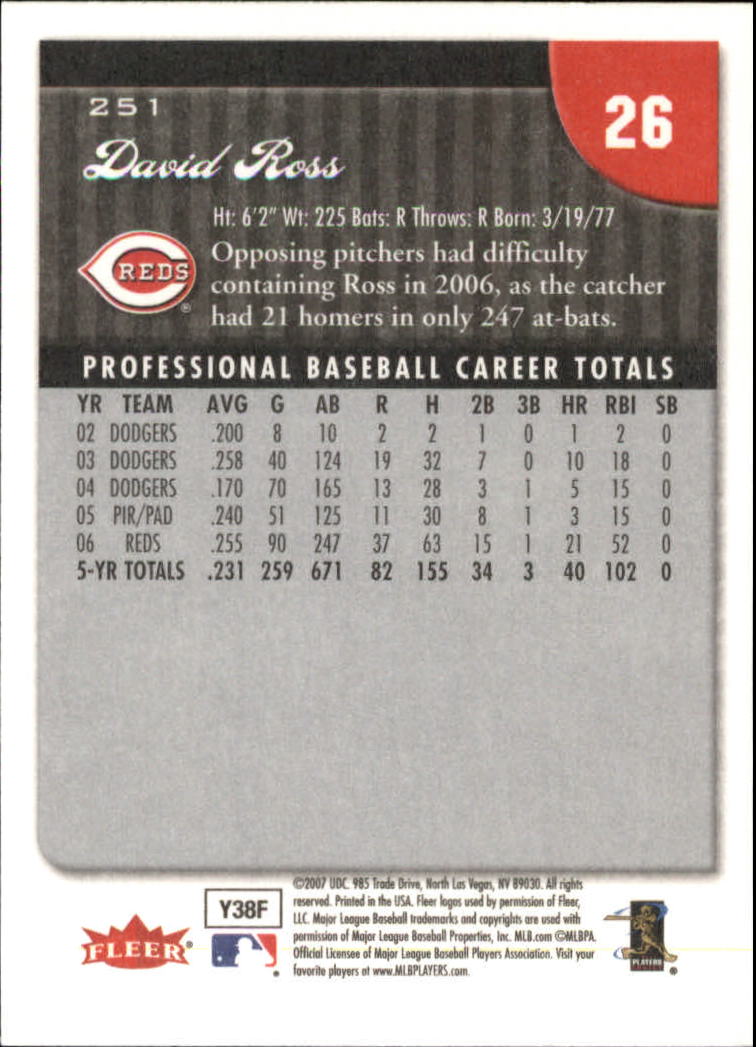 251
26
David Ross
Ht: 6'2" Wt: 225 Bats: R Throws: R Born: 3/19/77
REDS
®
Opposing pitchers had difficulty
containing Ross in 2006, as the catcher
had 21 homers in only 247 at-bats.
PROFESSIONAL BASEBALL CAREER TOTALS
YR TEAM AVG G AB R H 2B 3B HR RBI SB
02 DODGERS .200 8 10 2 2 1 0 1 2 0
03 DODGERS .258 40 124 19 32 7 0 10 18 0
04 DODGERS .170 70 165 13 28 3 1 5 15 0
05 PIR/PAD .240 51 125 11 30 8 1 3 15 0
06 REDS .255 90 247 37 63 15 1 21 52 0
5-YR TOTALS .231 259 671 82 155 34 3 40 102 0
©2007 UDC. 985 Trade Drive, North Las Vegas, NV 89030. All rights
reserved. Printed in the USA. Fleer logos used by permission of Fleer,
LLC. Major League Baseball trademarks and copyrights are used with
permission of Major League Baseball Properties, Inc. MLB.com ©MLBPA.
Official Licensee of Major League Baseball Players Association. Visit your
favorite players at www.MLBPLAYERS.com.
Y38F
FLEER®
PLAYERS
®